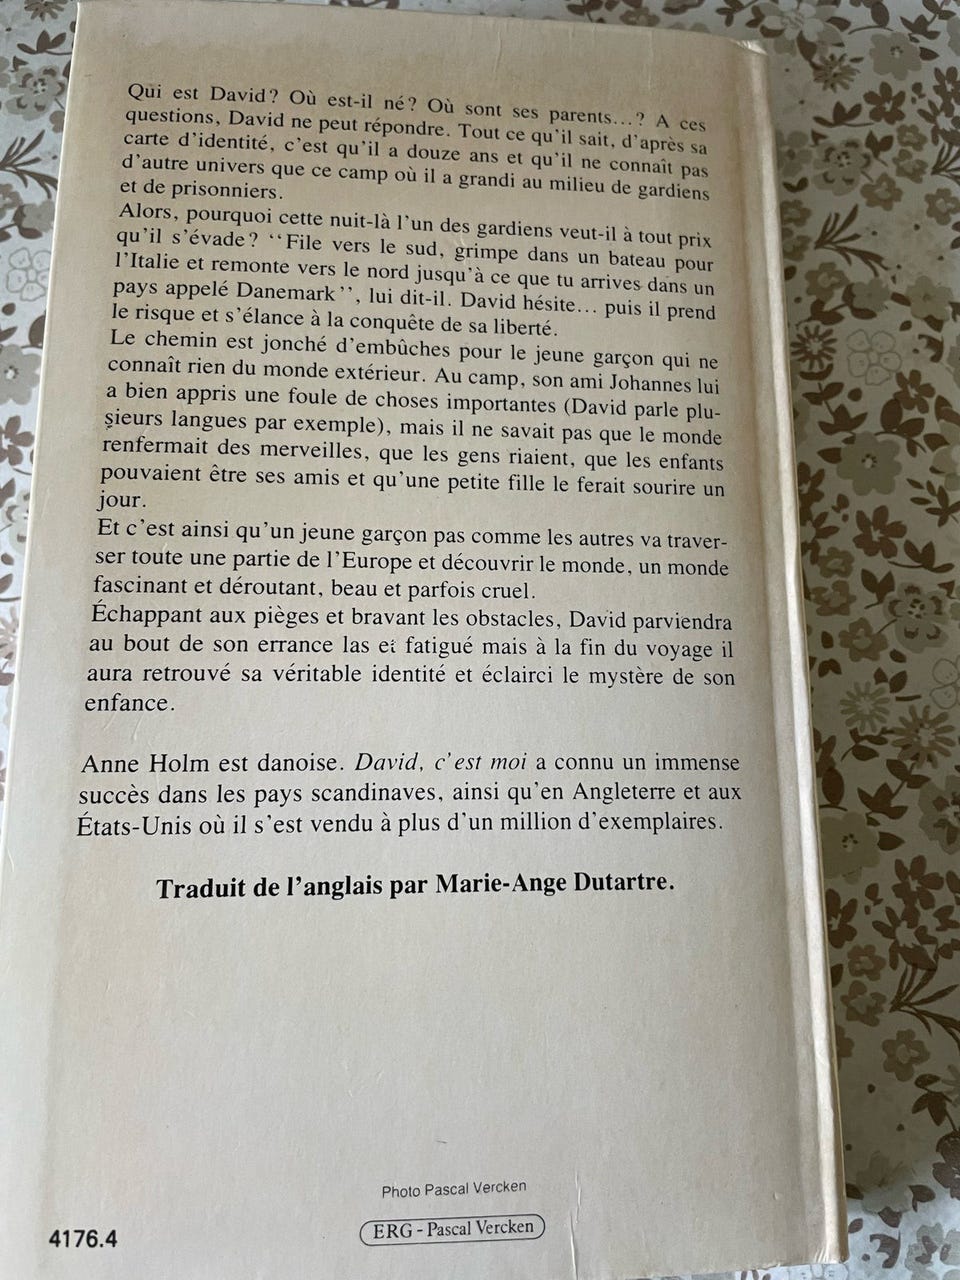 Qui est David? Où est-il né? Où sont ses parents...? A ces
questions, David ne peut répondre. Tout ce qu'il sait, d'après sa
carte d'identité, c'est qu'il a douze ans et qu'il ne connaît pas
d'autre univers que ce camp où il a grandi au milieu de gardiens
et de prisonniers.
Alors, pourquoi cette nuit-là l'un des gardiens veut-il à tout prix
qu'il s'évade? ‘‘File vers le sud, grimpe dans un bateau pour
l'Italie et remonte vers le nord jusqu'à ce que tu arrives dans un
pays appelé Danemark’’, lui dit-il. David hésite... puis il prend
le risque et s'élance à la conquête de sa liberté.
Le chemin est jonché d'embûches pour le jeune garçon qui ne
connaît rien du monde extérieur. Au camp, son ami Johannes lui
a bien appris une foule de choses importantes (David parle plu-
sieurs langues par exemple), mais il ne savait pas que le monde
renfermait des merveilles, que les gens riaient, que les enfants
pouvaient être ses amis et qu'une petite fille le ferait sourire un
jour.
Et c'est ainsi qu'un jeune garçon pas comme les autres va traver-
ser toute une partie de l'Europe et découvrir le monde, un monde
fascinant et déroutant, beau et parfois cruel.
Échappant aux pièges et bravant les obstacles, David parviendra
au bout de son errance las et fatigué mais à la fin du voyage il
aura retrouvé sa véritable identité et éclairci le mystère de son
enfance.
Anne Holm est danoise. David, c'est moi a connu un immense
succès dans les pays scandinaves, ainsi qu'en Angleterre et aux
États-Unis où il s'est vendu à plus d'un million d'exemplaires.
Traduit de l'anglais par Marie-Ange Dutartre.
Photo Pascal Vercken
ERG - Pascal Vercken
4176.4